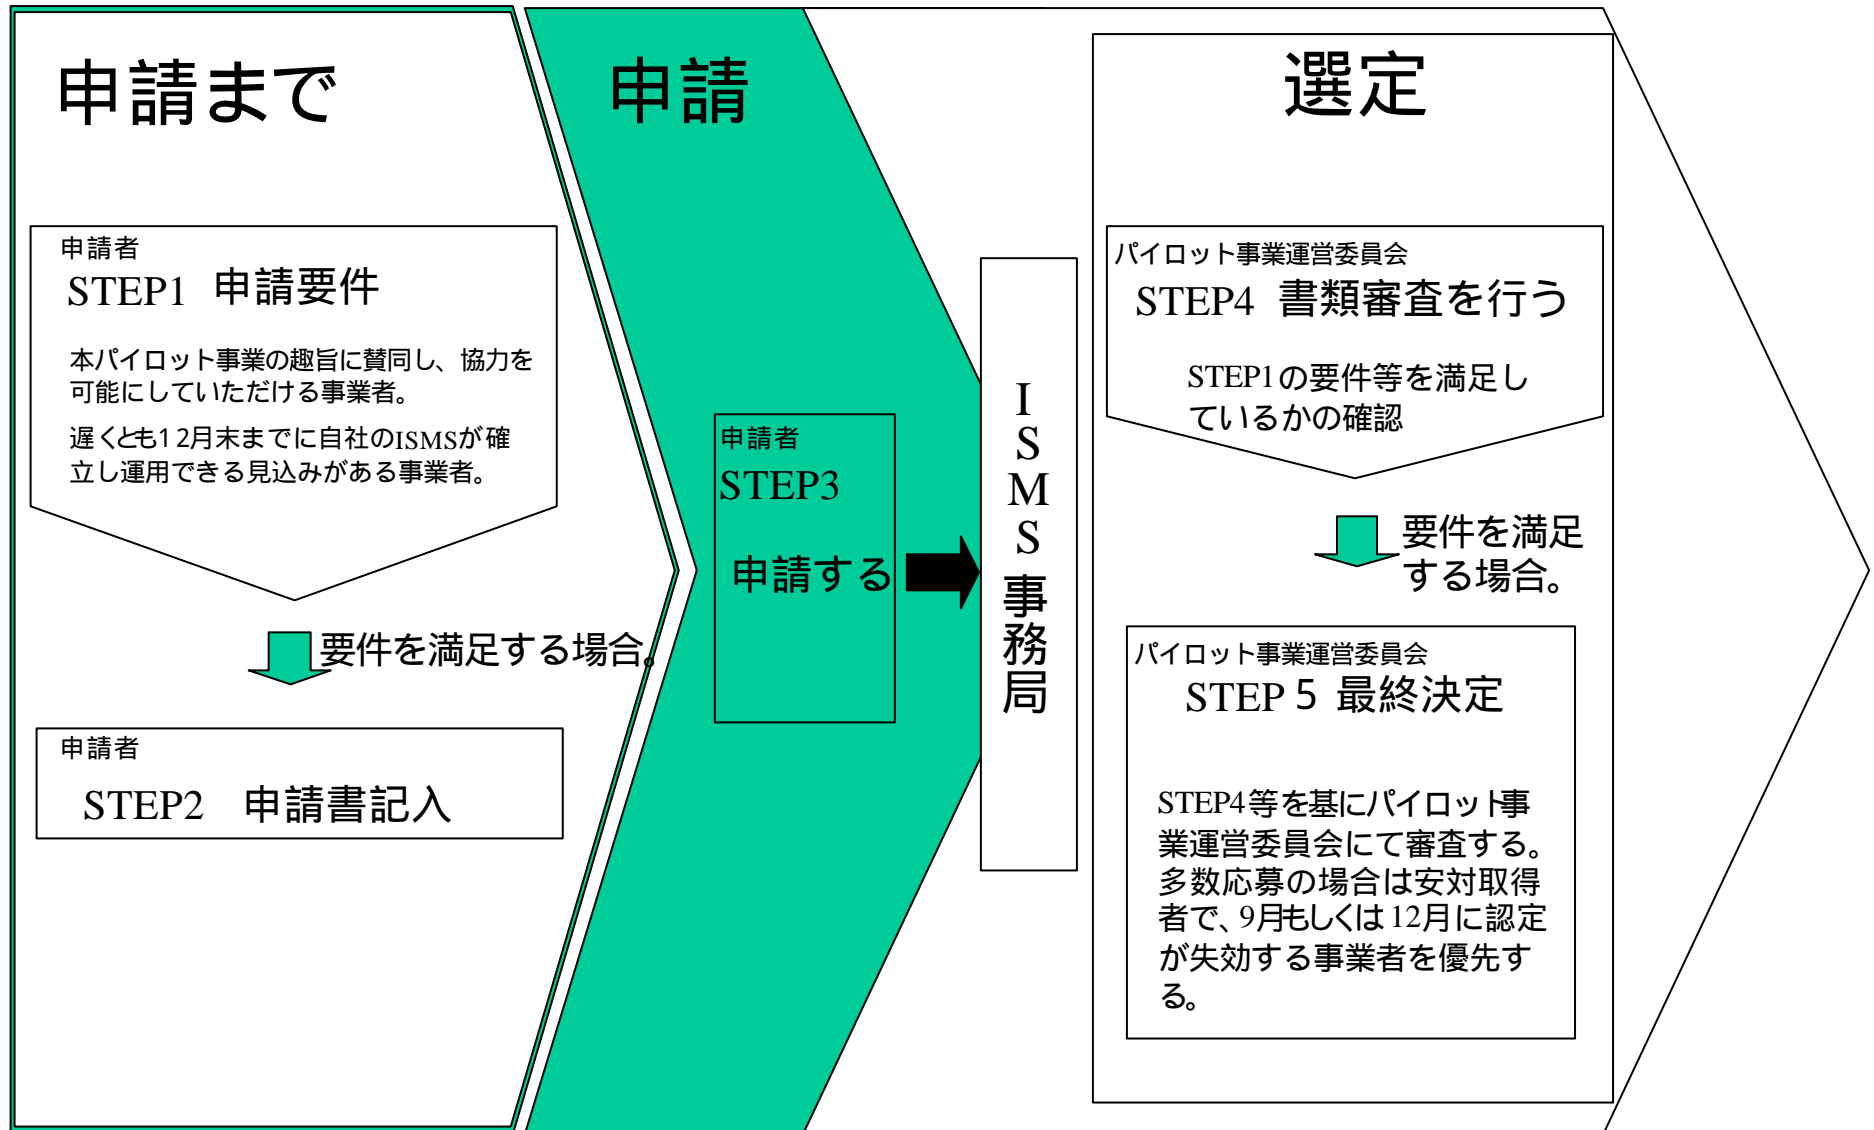 申請まで
申請者
STEP1 申請要件
本パイロット事業の趣旨に賛同し、協力を
可能にしていただける事業者。
遅くとも12月末までに自社のISMSが確
立し運用できる見込みがある事業者。
要件を満足する場合。
申請者
STEP2 申請書記入
申請
申請者
STEP3
申請する
ISMS事務局
選定
パイロット事業運営委員会
STEP4 書類審査を行う
STEP1の要件等を満足し
ているかの確認
要件を満足
する場合。
パイロット事業運営委員会
STEP5 最終決定
STEP4等を基にパイロット事
業運営委員会にて審査する。
多数応募の場合は安対取得
者で、9月もしくは12月に認定
が失効する事業者を優先す
る。